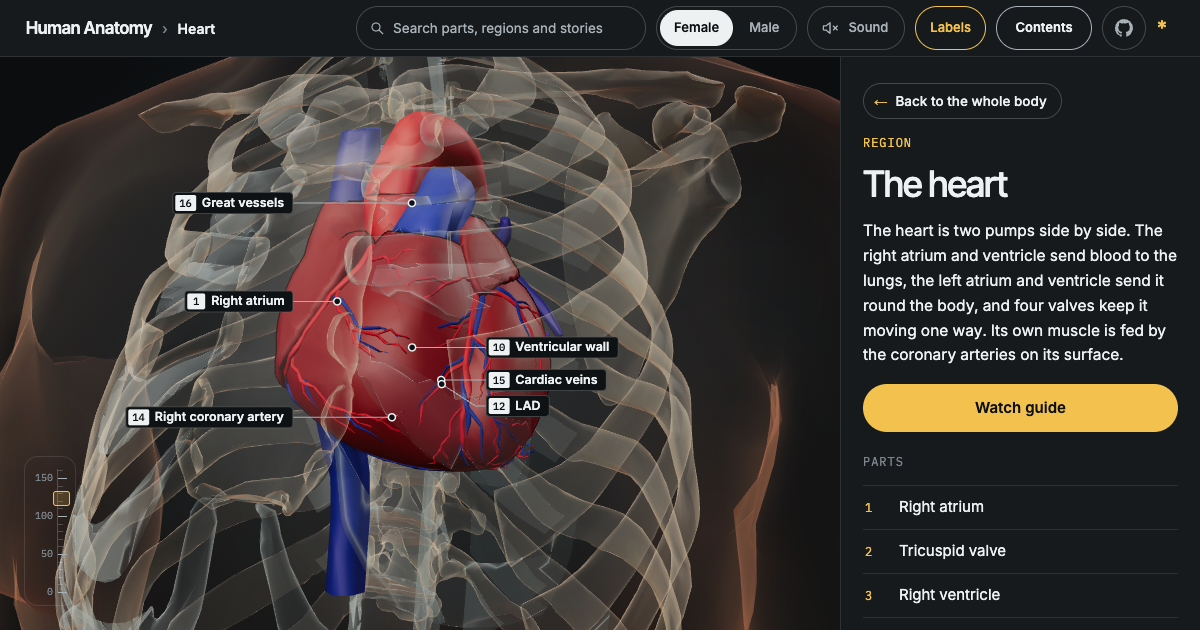 Human Anatomy › Heart
Search parts, regions and stories
Female
Male
Sound
Labels
Contents
*
16 Great vessels
1 Right atrium
10 Ventricular wall
15 Cardiac veins
12 LAD
14 Right coronary artery
150
100
50
0
← Back to the whole body
REGION
The heart
The heart is two pumps side by side. The
right atrium and ventricle send blood to the
lungs, the left atrium and ventricle send it
round the body, and four valves keep it
moving one way. Its own muscle is fed by
the coronary arteries on its surface.
Watch guide
PARTS
1 Right atrium
2 Tricuspid valve
3 Right ventricle